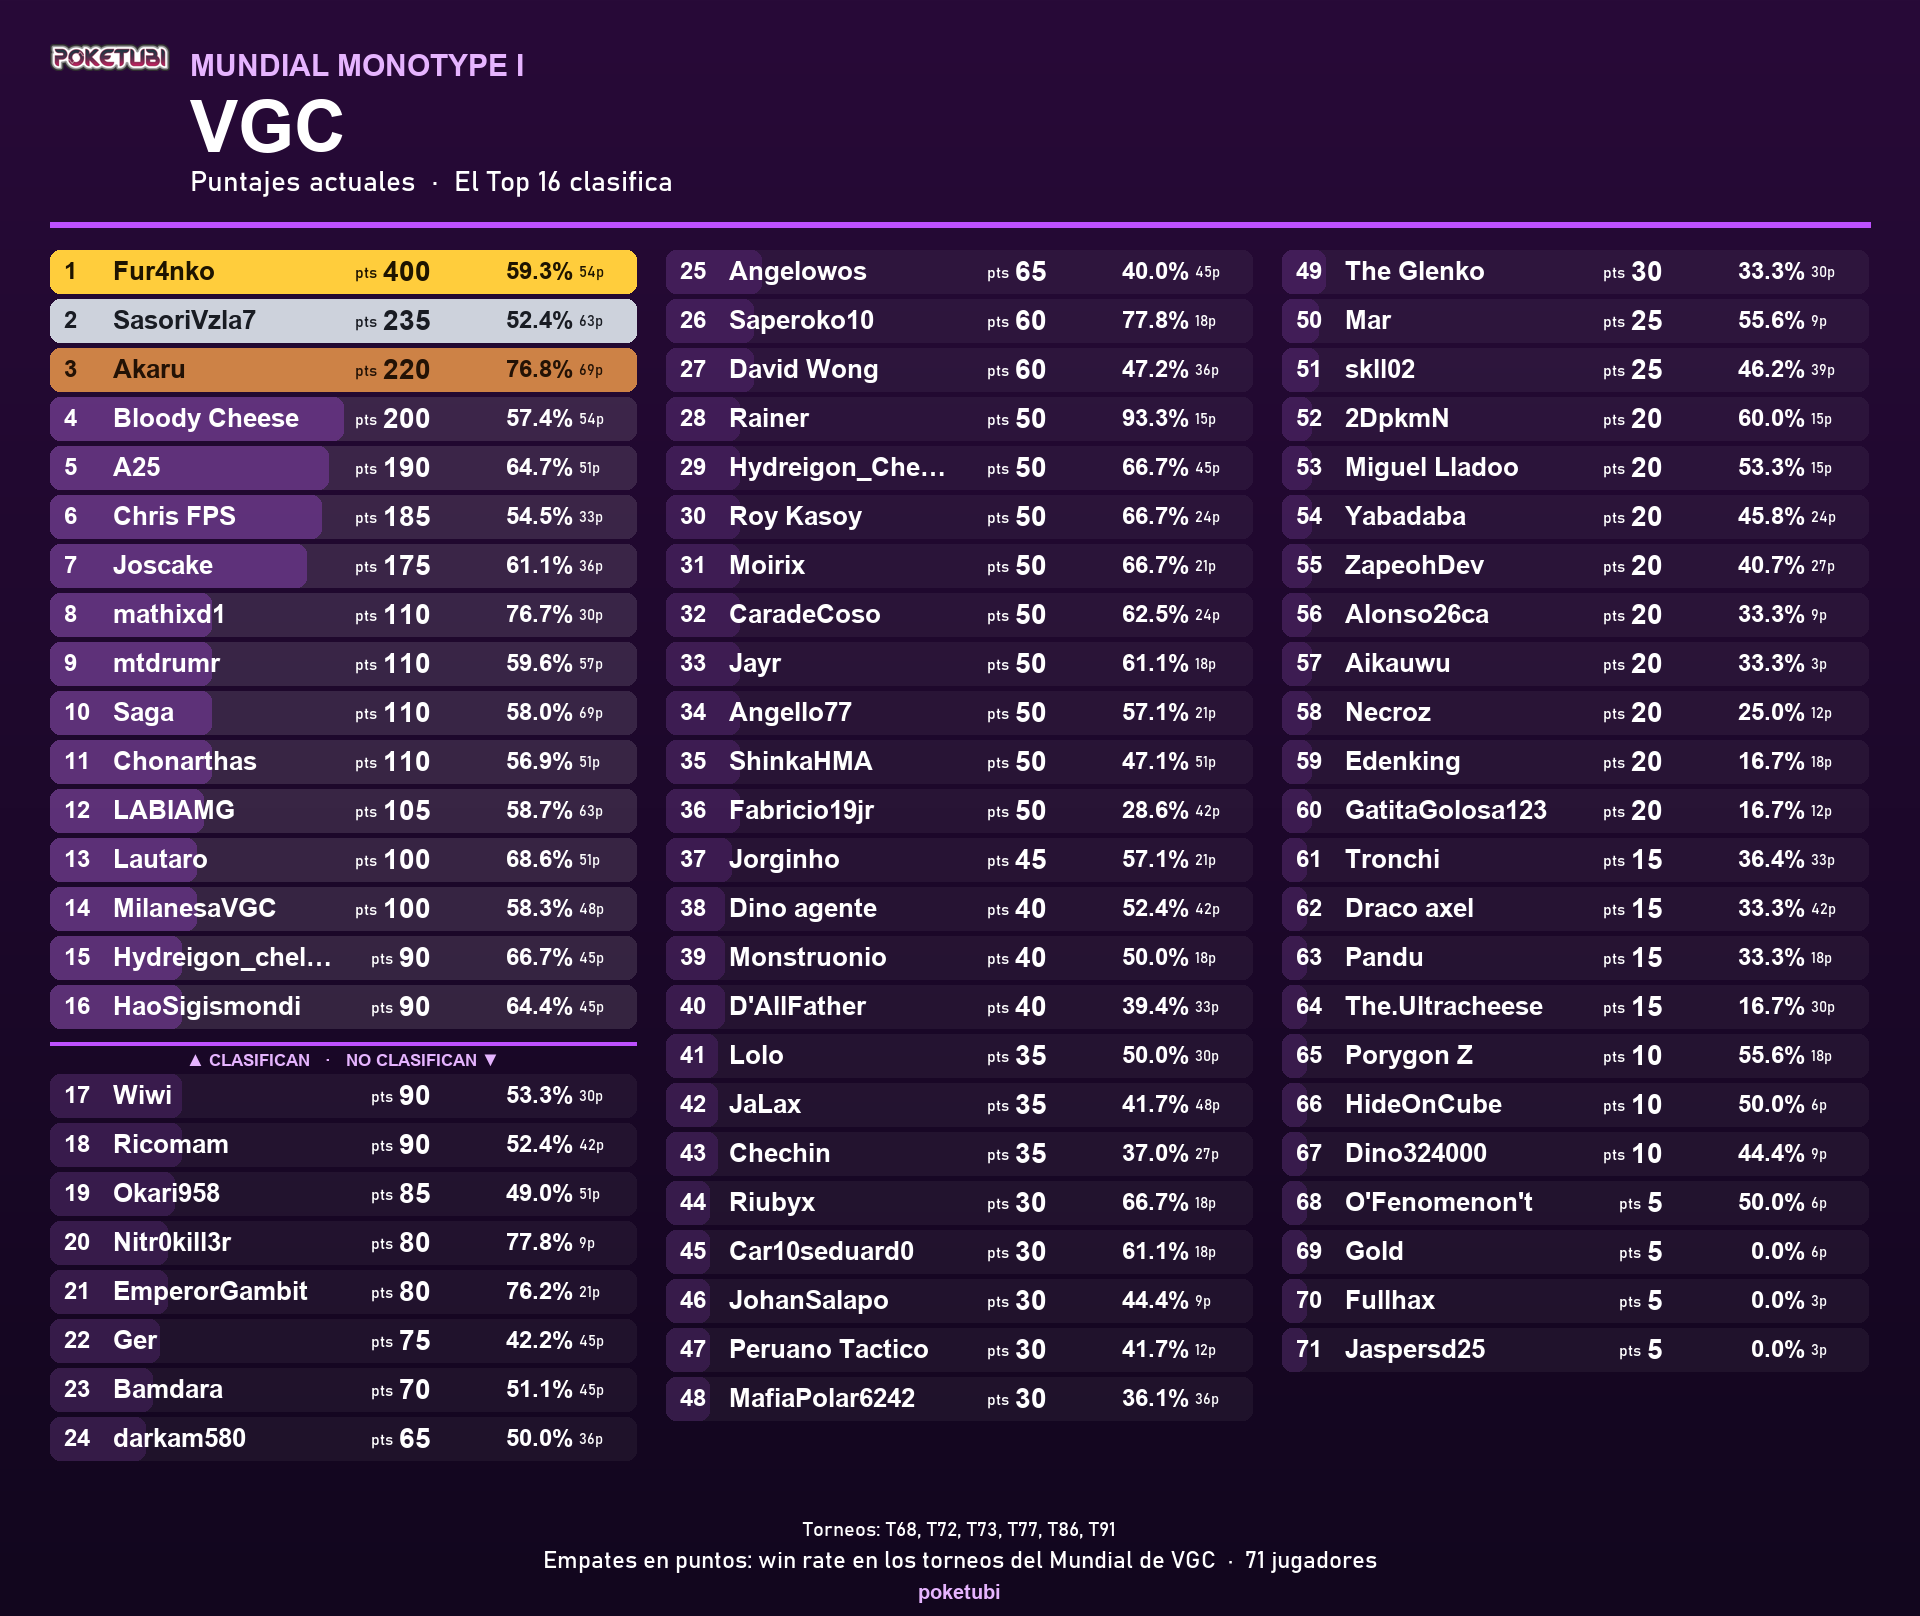 POKETUBI
MUNDIAL MONOTYPE I
VGC
Puntajes actuales · El Top 16 clasifica
1 Fur4nko pts 400 59.3% 54p
2 SasoriVzla7 pts 235 52.4% 63p
3 Akaru pts 220 76.8% 69p
4 Bloody Cheese pts 200 57.4% 54p
5 A25 pts 190 64.7% 51p
6 Chris FPS pts 185 54.5% 33p
7 Joscake pts 175 61.1% 36p
8 mathixd1 pts 110 76.7% 30p
9 mtdrumr pts 110 59.6% 57p
10 Saga pts 110 58.0% 69p
11 Chonarthas pts 110 56.9% 51p
12 LABIAMG pts 105 58.7% 63p
13 Lautaro pts 100 68.6% 51p
14 MilanesaVGC pts 100 58.3% 48p
15 Hydreigon_chel... pts 90 66.7% 45p
16 HaoSigismondi pts 90 64.4% 45p
▲ CLASIFICAN · NO CLASIFICAN ▼
17 Wiwi pts 90 53.3% 30p
18 Ricomam pts 90 52.4% 42p
19 Okari958 pts 85 49.0% 51p
20 Nitr0kill3r pts 80 77.8% 9p
21 EmperorGambit pts 80 76.2% 21p
22 Ger pts 75 42.2% 45p
23 Bamdara pts 70 51.1% 45p
24 darkam580 pts 65 50.0% 36p
25 Angelowos pts 65 40.0% 45p
26 Saperoko10 pts 60 77.8% 18p
27 David Wong pts 60 47.2% 36p
28 Rainer pts 50 93.3% 15p
29 Hydreigon_Che... pts 50 66.7% 45p
30 Roy Kasoy pts 50 66.7% 24p
31 Moirix pts 50 66.7% 21p
32 CaradeCoso pts 50 62.5% 24p
33 Jayr pts 50 61.1% 18p
34 Angello77 pts 50 57.1% 21p
35 ShinkaHMA pts 50 47.1% 51p
36 Fabricio19jr pts 50 28.6% 42p
37 Jorginho pts 45 57.1% 21p
38 Dino agente pts 40 52.4% 42p
39 Monstruonio pts 40 50.0% 18p
40 D'AllFather pts 40 39.4% 33p
41 Lolo pts 35 50.0% 30p
42 JaLax pts 35 41.7% 48p
43 Chechin pts 35 37.0% 27p
44 Riubyx pts 30 66.7% 18p
45 Car10seduard0 pts 30 61.1% 18p
46 JohanSalapo pts 30 44.4% 9p
47 Peruano Tactico pts 30 41.7% 12p
48 MafiaPolar6242 pts 30 36.1% 36p
49 The Glenko pts 30 33.3% 30p
50 Mar pts 25 55.6% 9p
51 skll02 pts 25 46.2% 39p
52 2DpkmN pts 20 60.0% 15p
53 Miguel Lladoo pts 20 53.3% 15p
54 Yabadaba pts 20 45.8% 24p
55 ZapeohDev pts 20 40.7% 27p
56 Alonso26ca pts 20 33.3% 9p
57 Aikauwu pts 20 33.3% 3p
58 Necroz pts 20 25.0% 12p
59 Edenking pts 20 16.7% 18p
60 GatitaGolosa123 pts 20 16.7% 12p
61 Tronchi pts 15 36.4% 33p
62 Draco axel pts 15 33.3% 42p
63 Pandu pts 15 33.3% 18p
64 The.Ultracheese pts 15 16.7% 30p
65 Porygon Z pts 10 55.6% 18p
66 HideOnCube pts 10 50.0% 6p
67 Dino324000 pts 10 44.4% 9p
68 O'Fenomenon't pts 5 50.0% 6p
69 Gold pts 5 0.0% 6p
70 Fullhax pts 5 0.0% 3p
71 Jaspersd25 pts 5 0.0% 3p
Torneos: T68, T72, T73, T77, T86, T91
Empates en puntos: win rate en los torneos del Mundial de VGC · 71 jugadores
poketubi